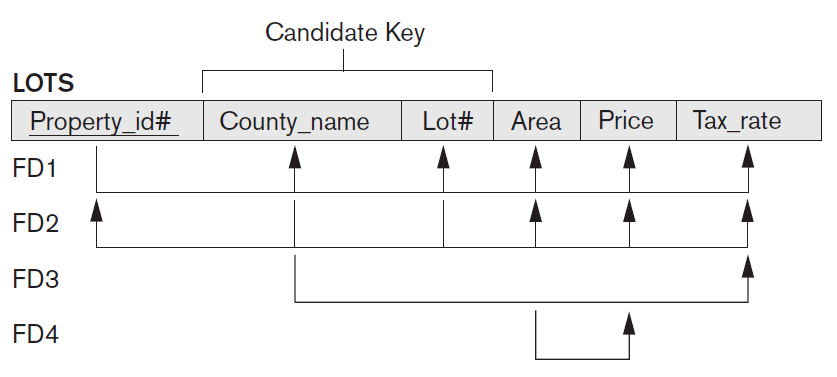 Candidate Key
LOTS
Property_id# County_name Lot# Area Price Tax_rate
FD1
FD2
FD3
FD4